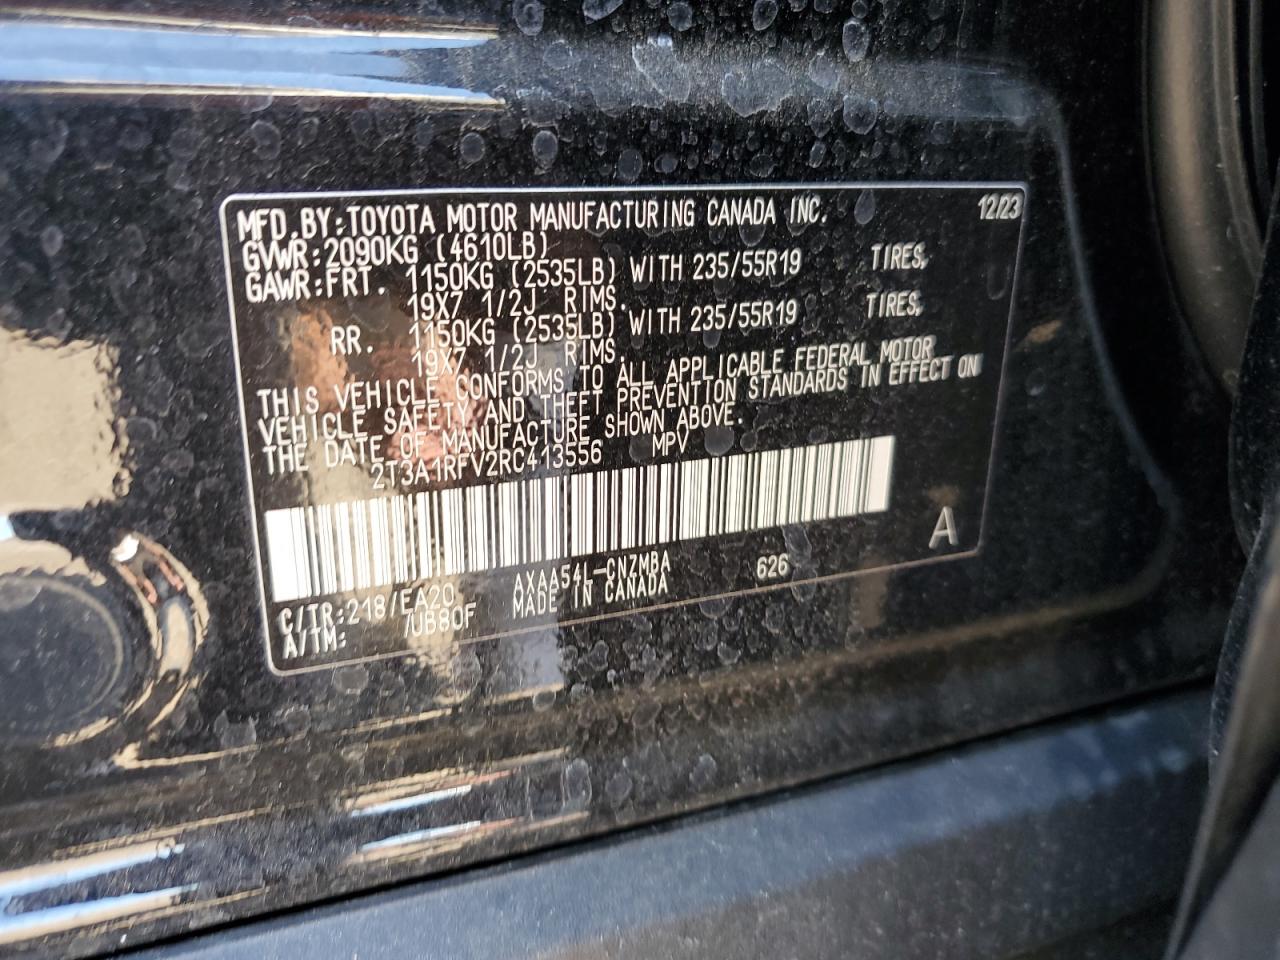 MFD.BY:TOYOTA MOTOR MANUFACTURING CANADA INC. 12/23
GVWR:2090KG (4610LB)
GAWR:FRT. 1150KG (2535LB) WITH 235/55R19 TIRES,
19X7 1/2J RIMS.
RR. 1150KG (2535LB) WITH 235/55R19 TIRES,
19X7 1/2J RIMS.
THIS VEHICLE CONFORMS TO ALL APPLICABLE FEDERAL MOTOR
VEHICLE SAFETY AND THEFT PREVENTION STANDARDS IN EFFECT ON
THE DATE OF MANUFACTURE SHOWN ABOVE.
2T3A1RFV2RC413556 MPV
A
C/TR:218/EA20 AXAA54L-CNZMBA 626
A/TM: /UB80F MADE IN CANADA